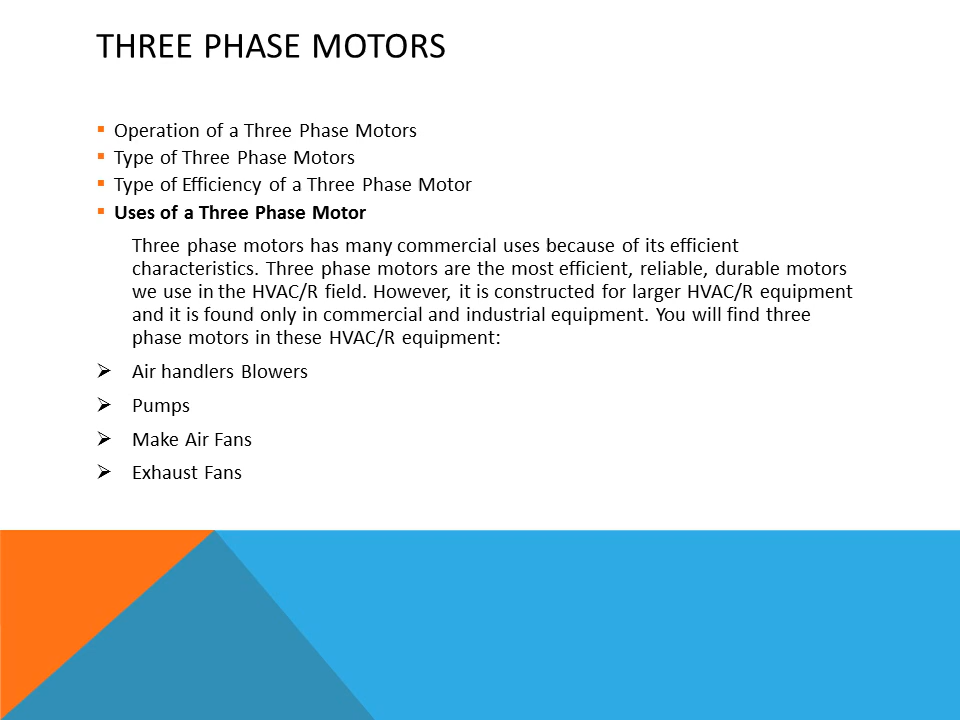 THREE PHASE MOTORS
Operation of a Three Phase Motors
Type of Three Phase Motors
Type of Efficiency of a Three Phase Motor
Uses of a Three Phase Motor
Three phase motors has many commercial uses because of its efficient
characteristics. Three phase motors are the most efficient, reliable, durable motors
we use in the HVAC/R field. However, it is constructed for larger HVAC/R equipment
and it is found only in commercial and industrial equipment. You will find three
phase motors in these HVAC/R equipment:
Air handlers Blowers
Pumps
Make Air Fans
Exhaust Fans